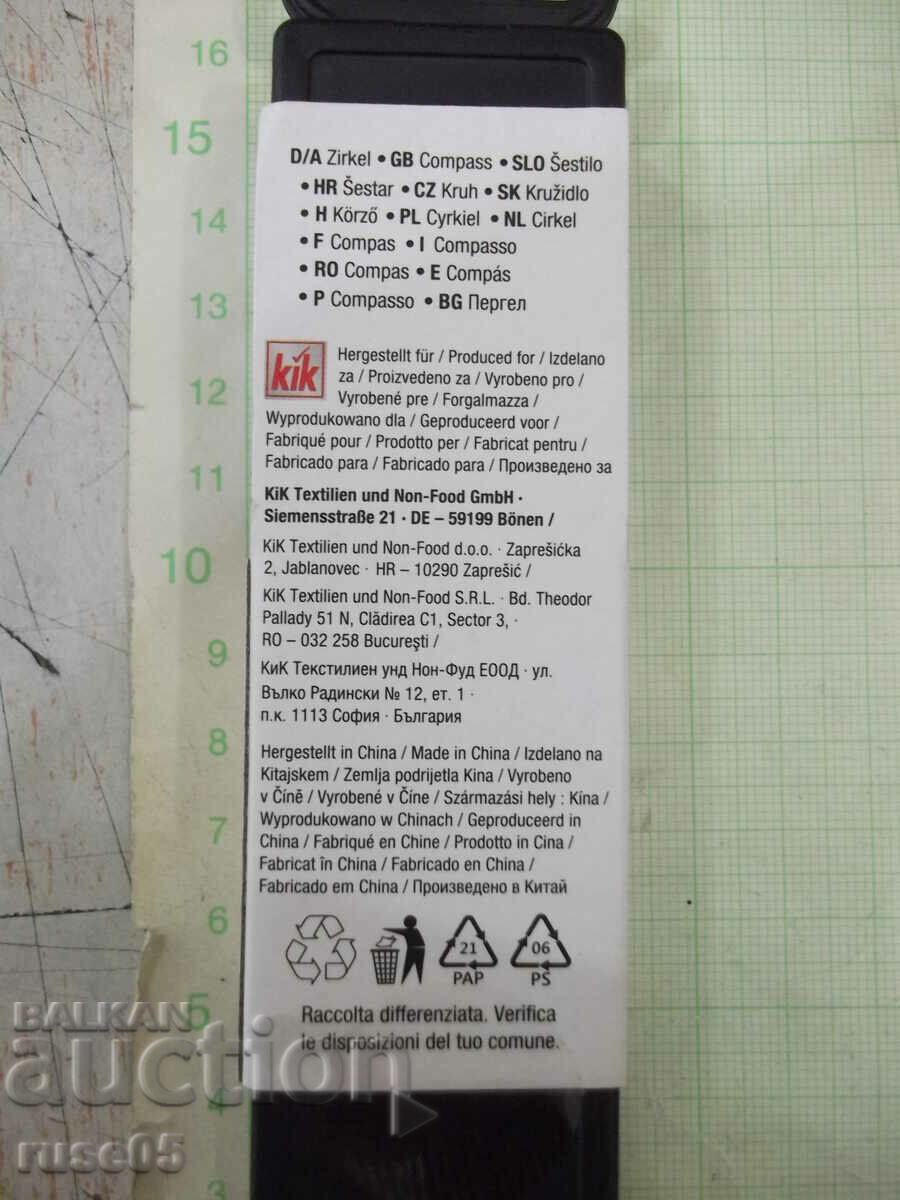 16
15
14
13
12
11
10
9
8
7
6
5
4
3
D/A Zirkel • GB Compass • SLO Šestilo
• HR Šestar • CZ Kruh • SK Kružidlo
• H Körző • PL Cyrkiel • NL Cirkel
• F Compas • I Compasso
• RO Compas • E Compás
• P Compasso • BG Пергел
kik
Hergestellt für / Produced for / Izdelano
za / Proizvedeno za / Vyrobeno pro /
Vyrobené pre / Forgalmazza /
Wyprodukowano dla / Geproduceerd voor /
Fabriqué pour / Prodotto per / Fabricat pentru /
Fabricado para / Fabricado para / Произведено за
KiK Textilien und Non-Food GmbH ·
Siemensstraße 21 · DE – 59199 Bönen /
KiK Textilien und Non-Food d.o.o. · Zaprešićka
2, Jablanovec · HR – 10290 Zaprešić /
KiK Textilien und Non-Food S.R.L. · Bd. Theodor
Pallady 51 N, Clădirea C1, Sector 3, ·
RO – 032 258 Bucureşti /
КиК Текстилиен унд Нон-Фуд ЕООД · ул.
Вълко Радински № 12, ет. 1 ·
п.к. 1113 София · България
Hergestellt in China / Made in China / Izdelano na
Kitajskem / Zemlja podrijetla Kina / Vyrobeno
v Číně / Vyrobené v Číne / Származási hely : Kína /
Wyprodukowano w Chinach / Geproduceerd in
China / Fabriqué en Chine / Prodotto in Cina /
Fabricat în China / Fabricado en China /
Fabricado em China / Произведено в Китай
21
PAP
06
PS
Raccolta differenziata. Verifica
le disposizioni del tuo comune.
BALKAN
auction
ruse05